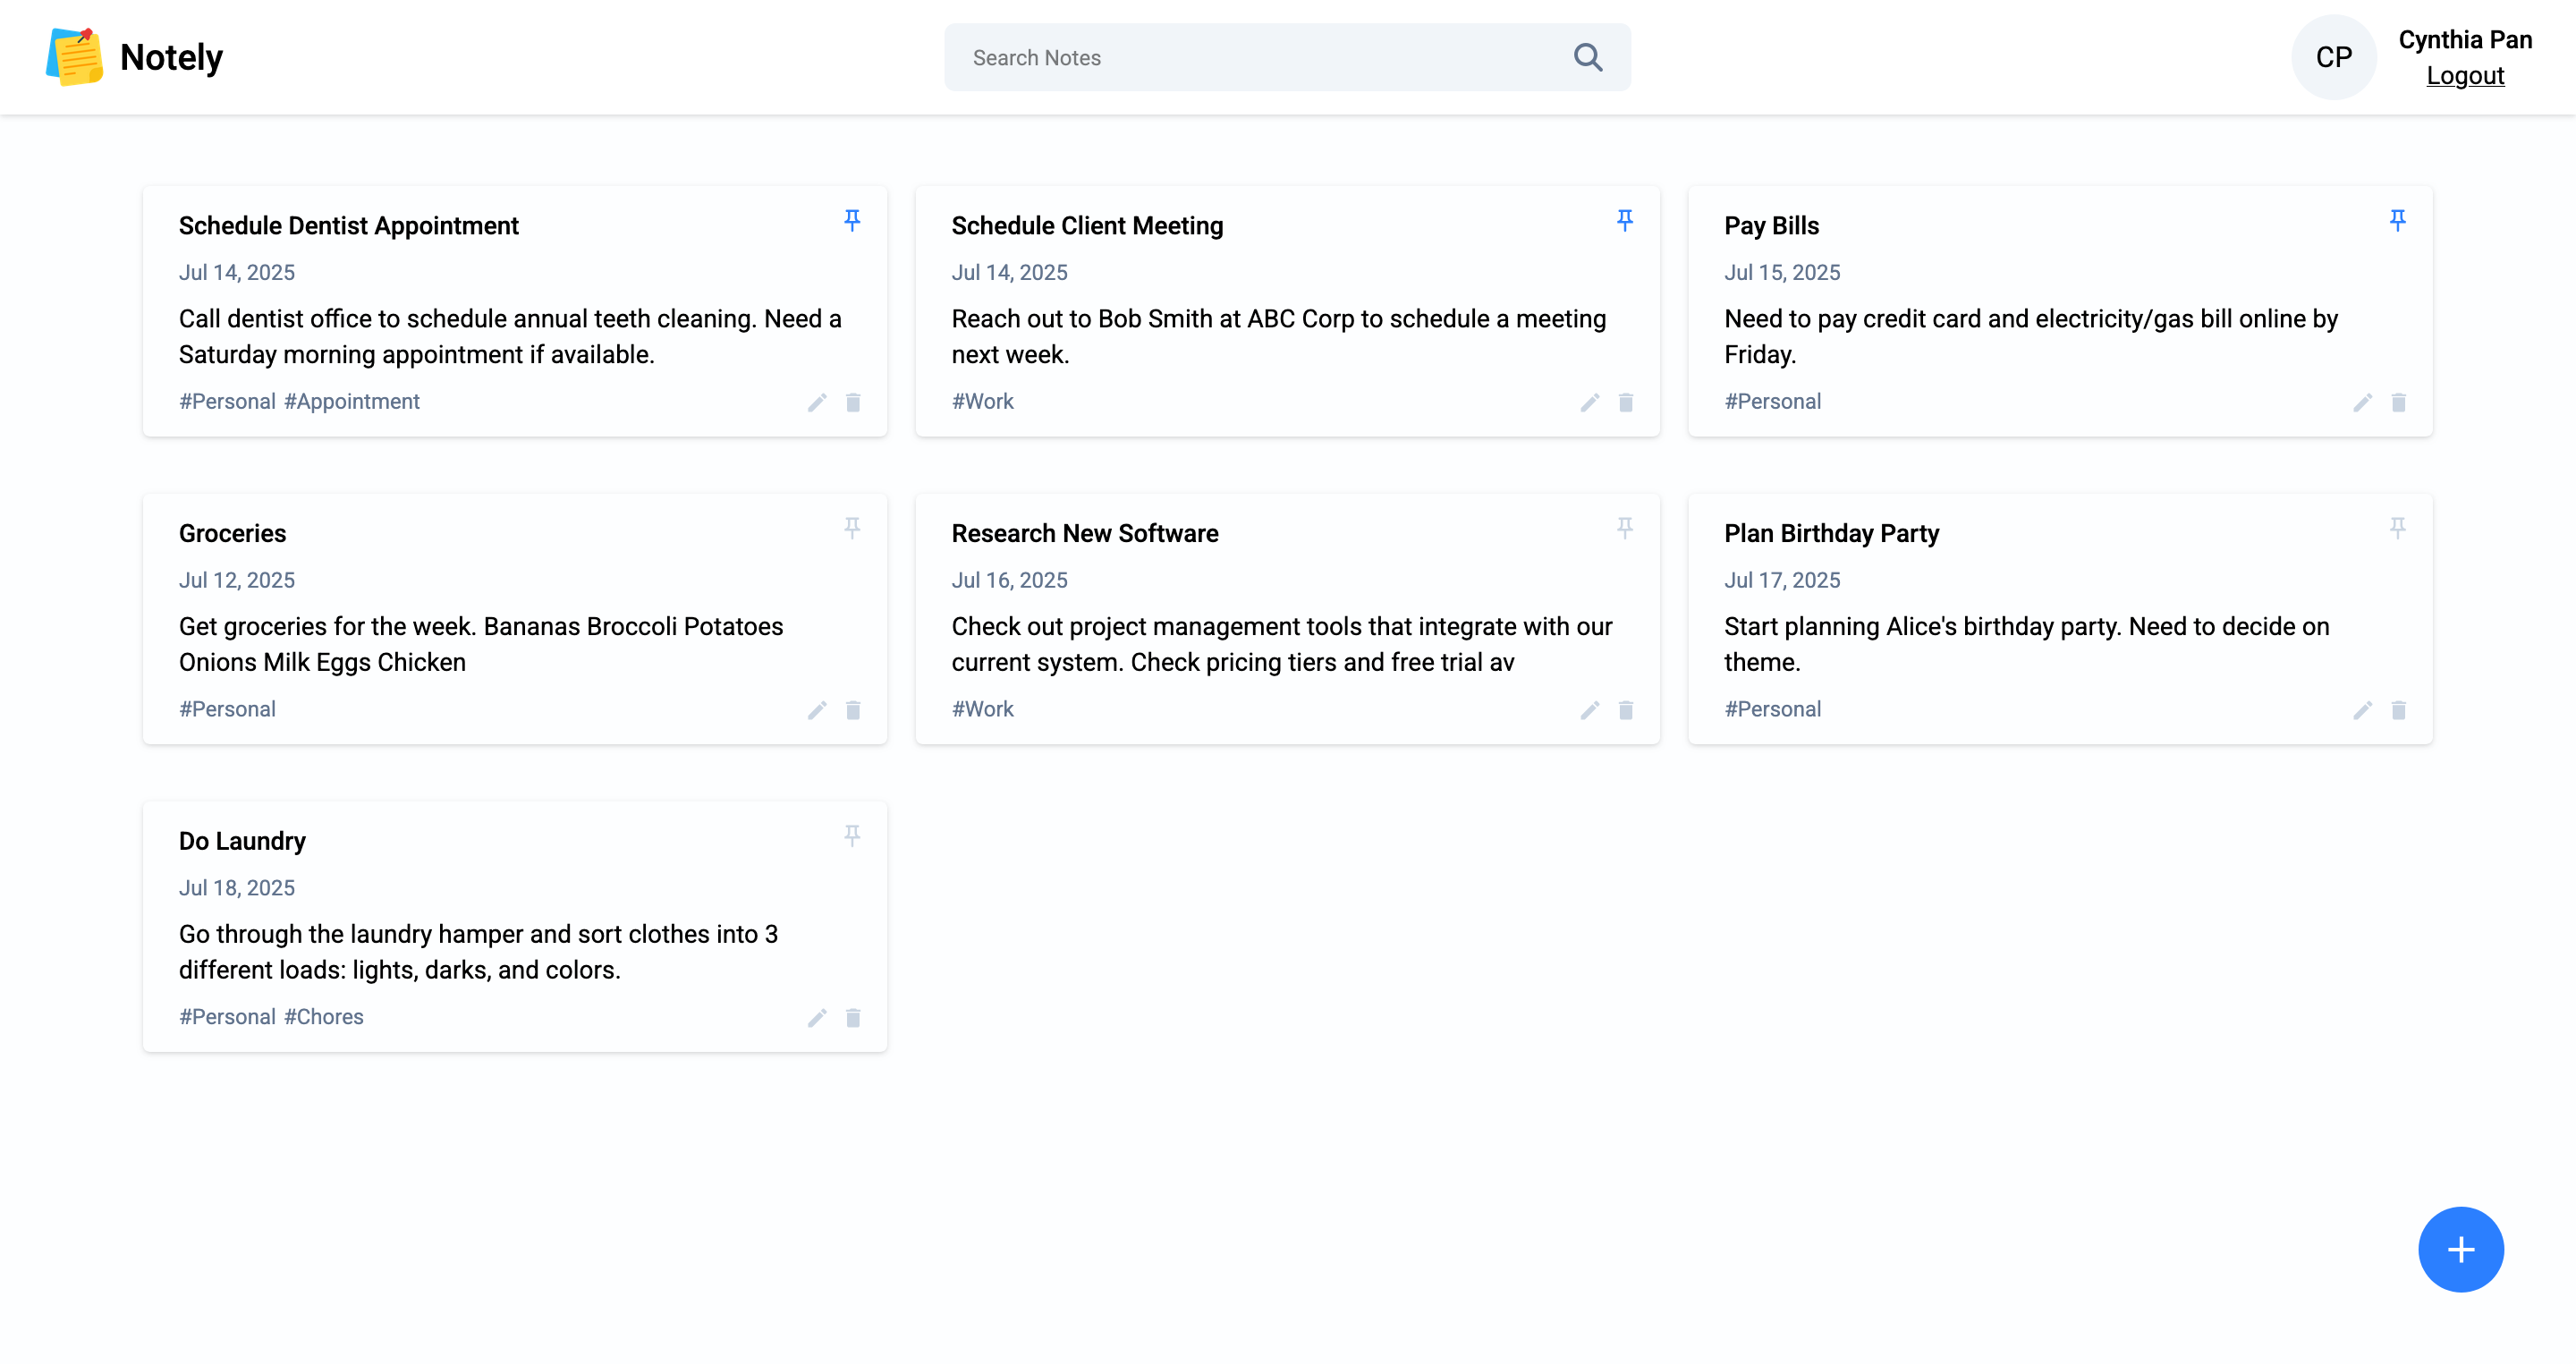 Notely
Search Notes
CP
Cynthia Pan
Logout
Schedule Dentist Appointment
Jul 14, 2025
Call dentist office to schedule annual teeth cleaning. Need a
Saturday morning appointment if available.
#Personal #Appointment
Schedule Client Meeting
Jul 14, 2025
Reach out to Bob Smith at ABC Corp to schedule a meeting
next week.
#Work
Pay Bills
Jul 15, 2025
Need to pay credit card and electricity/gas bill online by
Friday.
#Personal
Groceries
Jul 12, 2025
Get groceries for the week. Bananas Broccoli Potatoes
Onions Milk Eggs Chicken
#Personal
Research New Software
Jul 16, 2025
Check out project management tools that integrate with our
current system. Check pricing tiers and free trial av
#Work
Plan Birthday Party
Jul 17, 2025
Start planning Alice's birthday party. Need to decide on
theme.
#Personal
Do Laundry
Jul 18, 2025
Go through the laundry hamper and sort clothes into 3
different loads: lights, darks, and colors.
#Personal #Chores